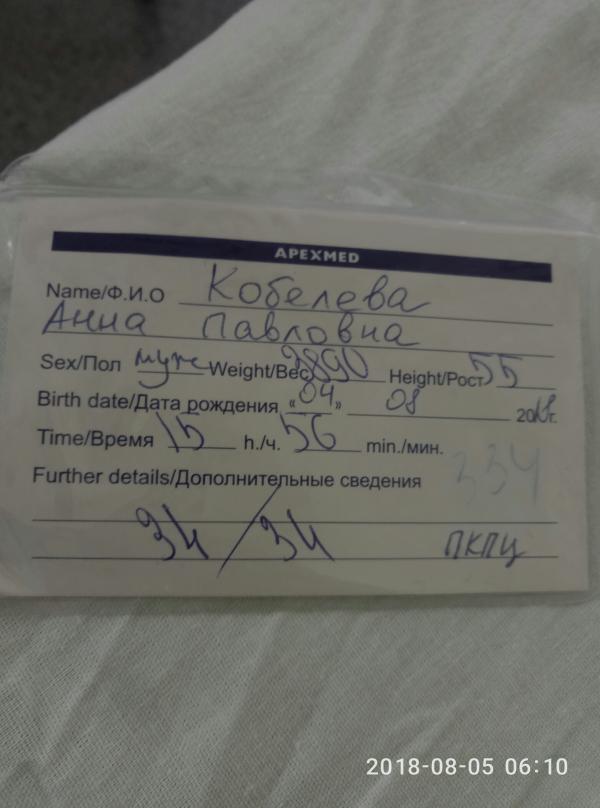 APEXMED
Name/Ф.И.О Кобелева
Анна Павловна
Sex/Пол муж Weight/Вес 3890 Height/Рост 55
Birth date/Дата рождения «04» 08 2018г.
Time/Время 15 h./ч. 56 min./мин.
Further details/Дополнительные сведения 334
34/34 ПКПЦ
2018-08-05 06:10